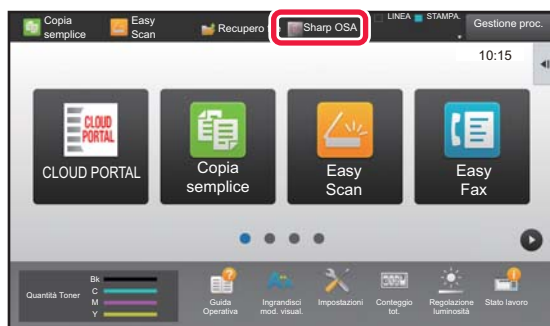 Copia
semplice
Easy
Scan
Recupero
Sharp OSA
LINEA
STAMPA.
Gestione proc.
10:15
CLOUD
PORTAL
CLOUD PORTAL
Copia
semplice
Easy
Scan
Easy
Fax
Quantità Toner
Bk
C
M
Y
Guida
Operativa
Ingrandisci
mod. visual.
Impostazioni
Conteggio
tot.
Regolazione
luminosità
Stato lavoro